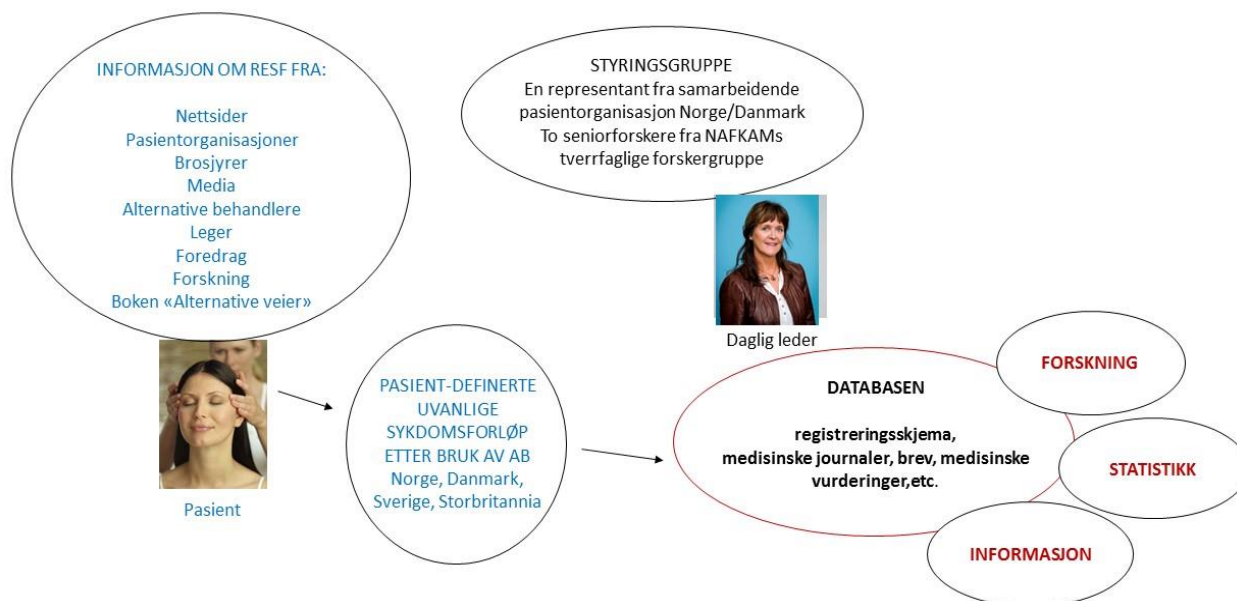 INFORMASJON OM RESF FRA:
Nettsider
Pasientorganisasjoner
Brosjyrer
Media
Alternative behandlere
Leger
Foredrag
Forskning
Boken «Alternative veier»
Pasient
STYRINGSGRUPPE
En representant fra samarbeidende
pasientorganisasjon Norge/Danmark
To seniorforskere fra NAFKAMs
tverrfaglige forskergruppe
Daglig leder
PASIENT-DEFINERTE
UVANLIGE
SYKDOMSFORLØP
ETTER BRUK AV AB
Norge, Danmark,
Sverige, Storbritannia
DATABASEN
registreringsskjema,
medisinske journaler, brev, medisinske
vurderinger,etc.
FORSKNING
STATISTIKK
INFORMASJON